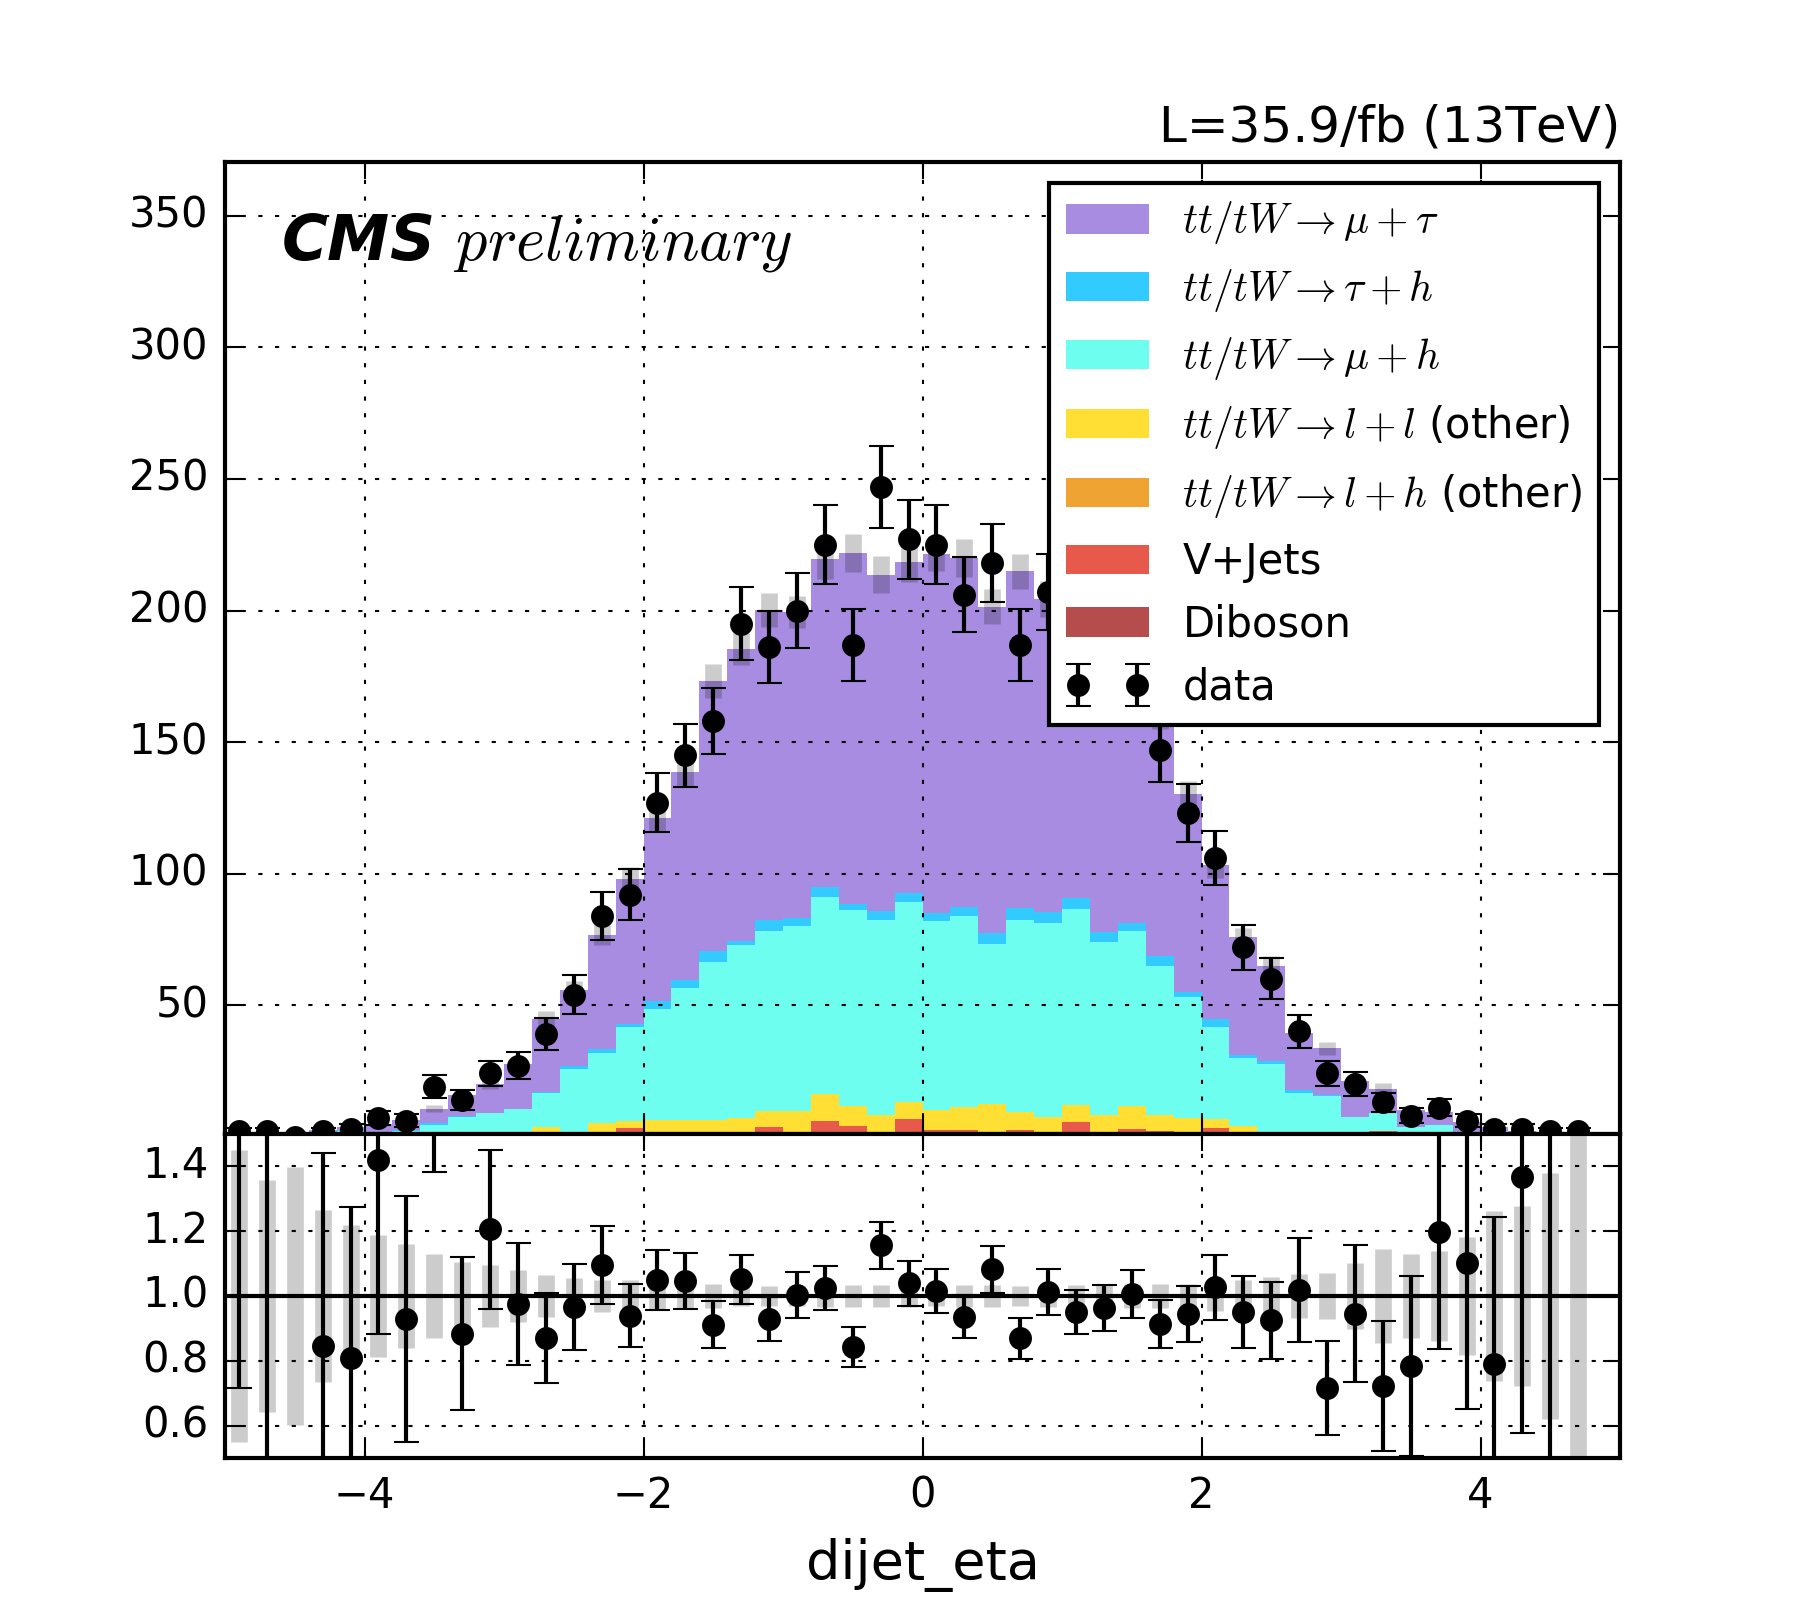 L=35.9/fb (13TeV)
CMS preliminary
350
300
250
200
150
100
50
tt/tW→μ+τ
tt/tW→τ+h
tt/tW→μ+h
tt/tW→l+l (other)
tt/tW→l+h (other)
V+Jets
Diboson
data
1.4
1.2
1.0
0.8
0.6
−4 −2 0 2 4
dijet_eta